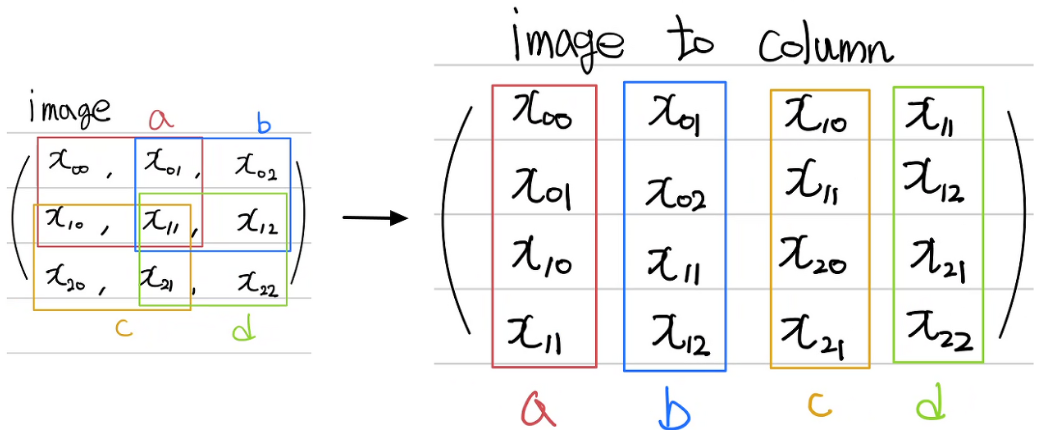 image to column
image
a b
x₀₀ , x₀₁ , x₀₂
x₁₀ , x₁₁ , x₁₂
x₂₀ , x₂₁ , x₂₂
c d
x₀₀ x₀₁ x₁₀ x₁₁
x₀₁ x₀₂ x₁₁ x₁₂
x₁₀ x₁₁ x₂₀ x₂₁
x₁₁ x₁₂ x₂₁ x₂₂
a b c d